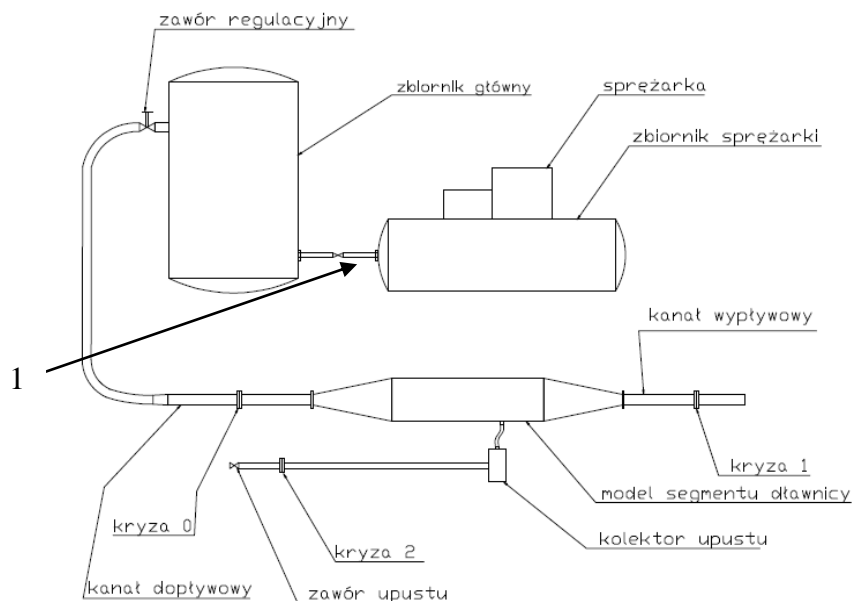 zawór regulacyjny
zbiornik główny
sprężarka
zbiornik sprężarki
kanał wypływowy
1
kryza 1
model segmentu dławnicy
kryza 0
kolektor upustu
kryza 2
kanał dopływowy
zawór upustu